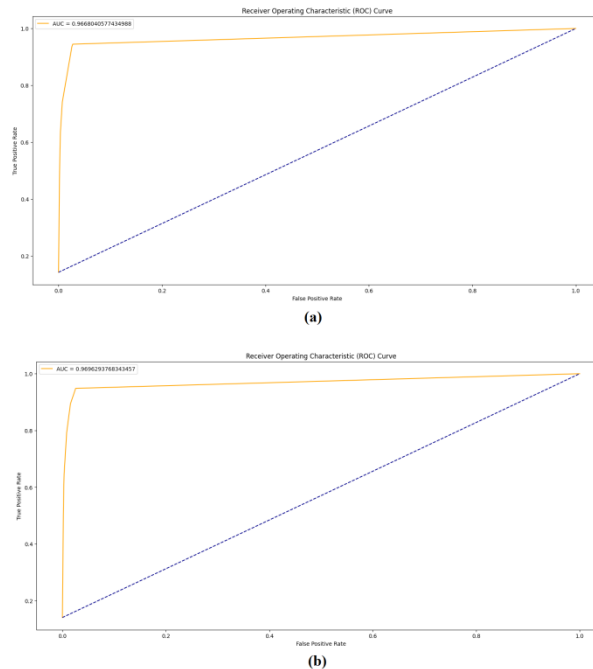 Receiver Operating Characteristic (ROC) Curve
AUC = 0.9668040577434988
1.0
0.8
0.6
0.4
0.2
True Positive Rate
0.0 0.2 0.4 0.6 0.8 1.0
False Positive Rate
(a)
Receiver Operating Characteristic (ROC) Curve
AUC = 0.9696293768343457
1.0
0.8
0.6
0.4
0.2
True Positive Rate
0.0 0.2 0.4 0.6 0.8 1.0
False Positive Rate
(b)